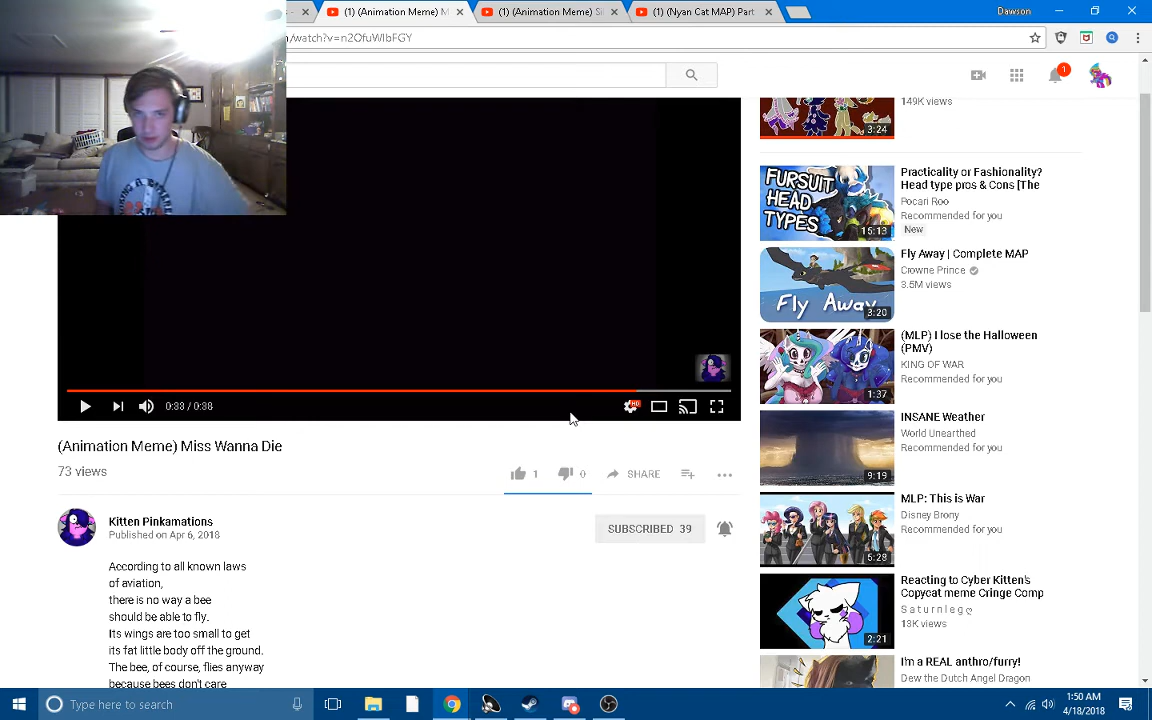 (1) (Animation Meme) M
(1) (Animation Meme) Si
(1) (Nyan Cat MAP) Part
Dawson
/watch?v=n2OfuWIbFGY
1
149K views
3:24
FURSUIT
HEAD
TYPES
15:13
Practicality or Fashionality?
Head type pros & Cons [The
Pocari Roo
Recommended for you
New
Fly Away
3:20
Fly Away | Complete MAP
Crowne Prince
3.5M views
1:37
(MLP) I lose the Halloween
(PMV)
KING OF WAR
Recommended for you
9:19
INSANE Weather
World Unearthed
Recommended for you
5:28
MLP: This is War
Disney Brony
Recommended for you
2:21
Reacting to Cyber Kitten's
Copycat meme Cringe Comp
S a t u r n l e g ღ
18K views
I'm a REAL anthro/furry!
Dew the Dutch Angel Dragon
0:33 / 0:38
HD
(Animation Meme) Miss Wanna Die
73 views
1
0
SHARE
Kitten Pinkamations
Published on Apr 6, 2018
SUBSCRIBED 39
According to all known laws
of aviation,
there is no way a bee
should be able to fly.
Its wings are too small to get
its fat little body off the ground.
The bee, of course, flies anyway
because bees don't care
Type here to search
1:50 AM
4/18/2018